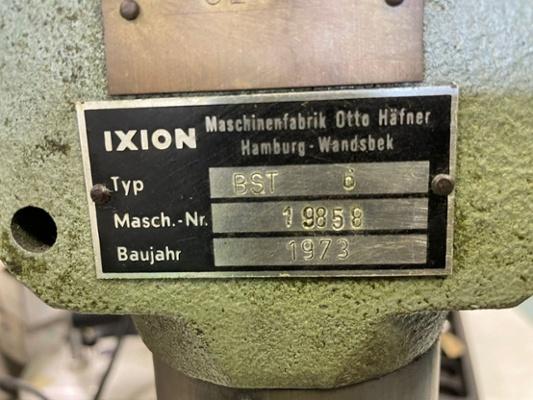 IXION Maschinenfabrik Otto Häfner
Hamburg-Wandsbek
Typ BST 6
Masch.-Nr. 19858
Baujahr 1973